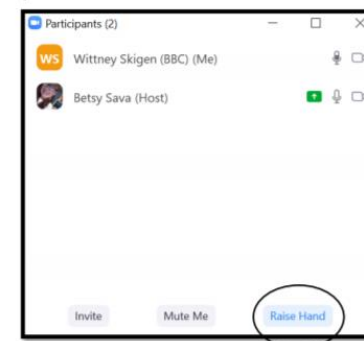 Participants (2)
WS Wittney Skigen (BBC) (Me)
Betsy Sava (Host)
Invite Mute Me Raise Hand